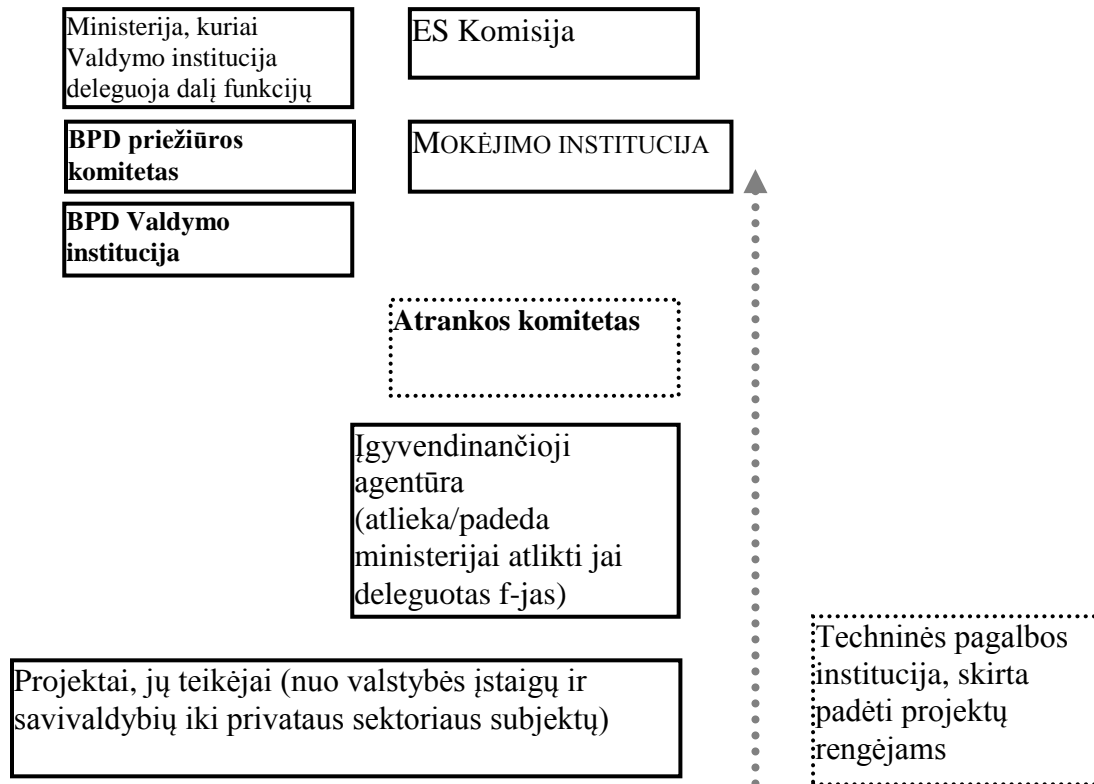 Ministerija, kuriai
Valdymo institucija
deleguoja dalį funkcijų
ES Komisija
BPD priežiūros
komitetas
MOKĖJIMO INSTITUCIJA
BPD Valdymo
institucija
Atrankos komitetas
Įgyvendinančioji
agentūra
(atlieka/padeda
ministerijai atlikti jai
deleguotas f-jas)
Projektai, jų teikėjai (nuo valstybės įstaigų ir
savivaldybių iki privataus sektoriaus subjektų)
Techninės pagalbos
institucija, skirta
padėti projektų
rengėjams